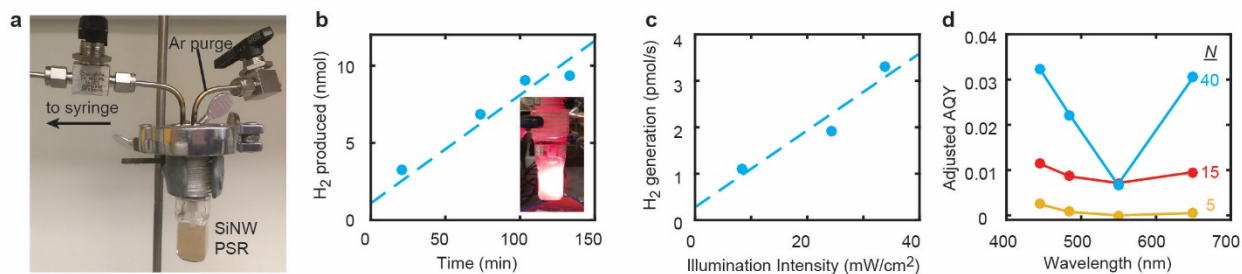 a
Ar purge
to syringe
SiNW
PSR
b
H₂ produced (nmol)
10
5
0
0 50 100 150
Time (min)
c
H₂ generation (pmol/s)
4
3
2
1
0
0 20 40
Illumination Intensity (mW/cm²)
d
Adjusted AQY
0.04
0.03
0.02
0.01
0
400 500 600 700
Wavelength (nm)
N
40
15
5